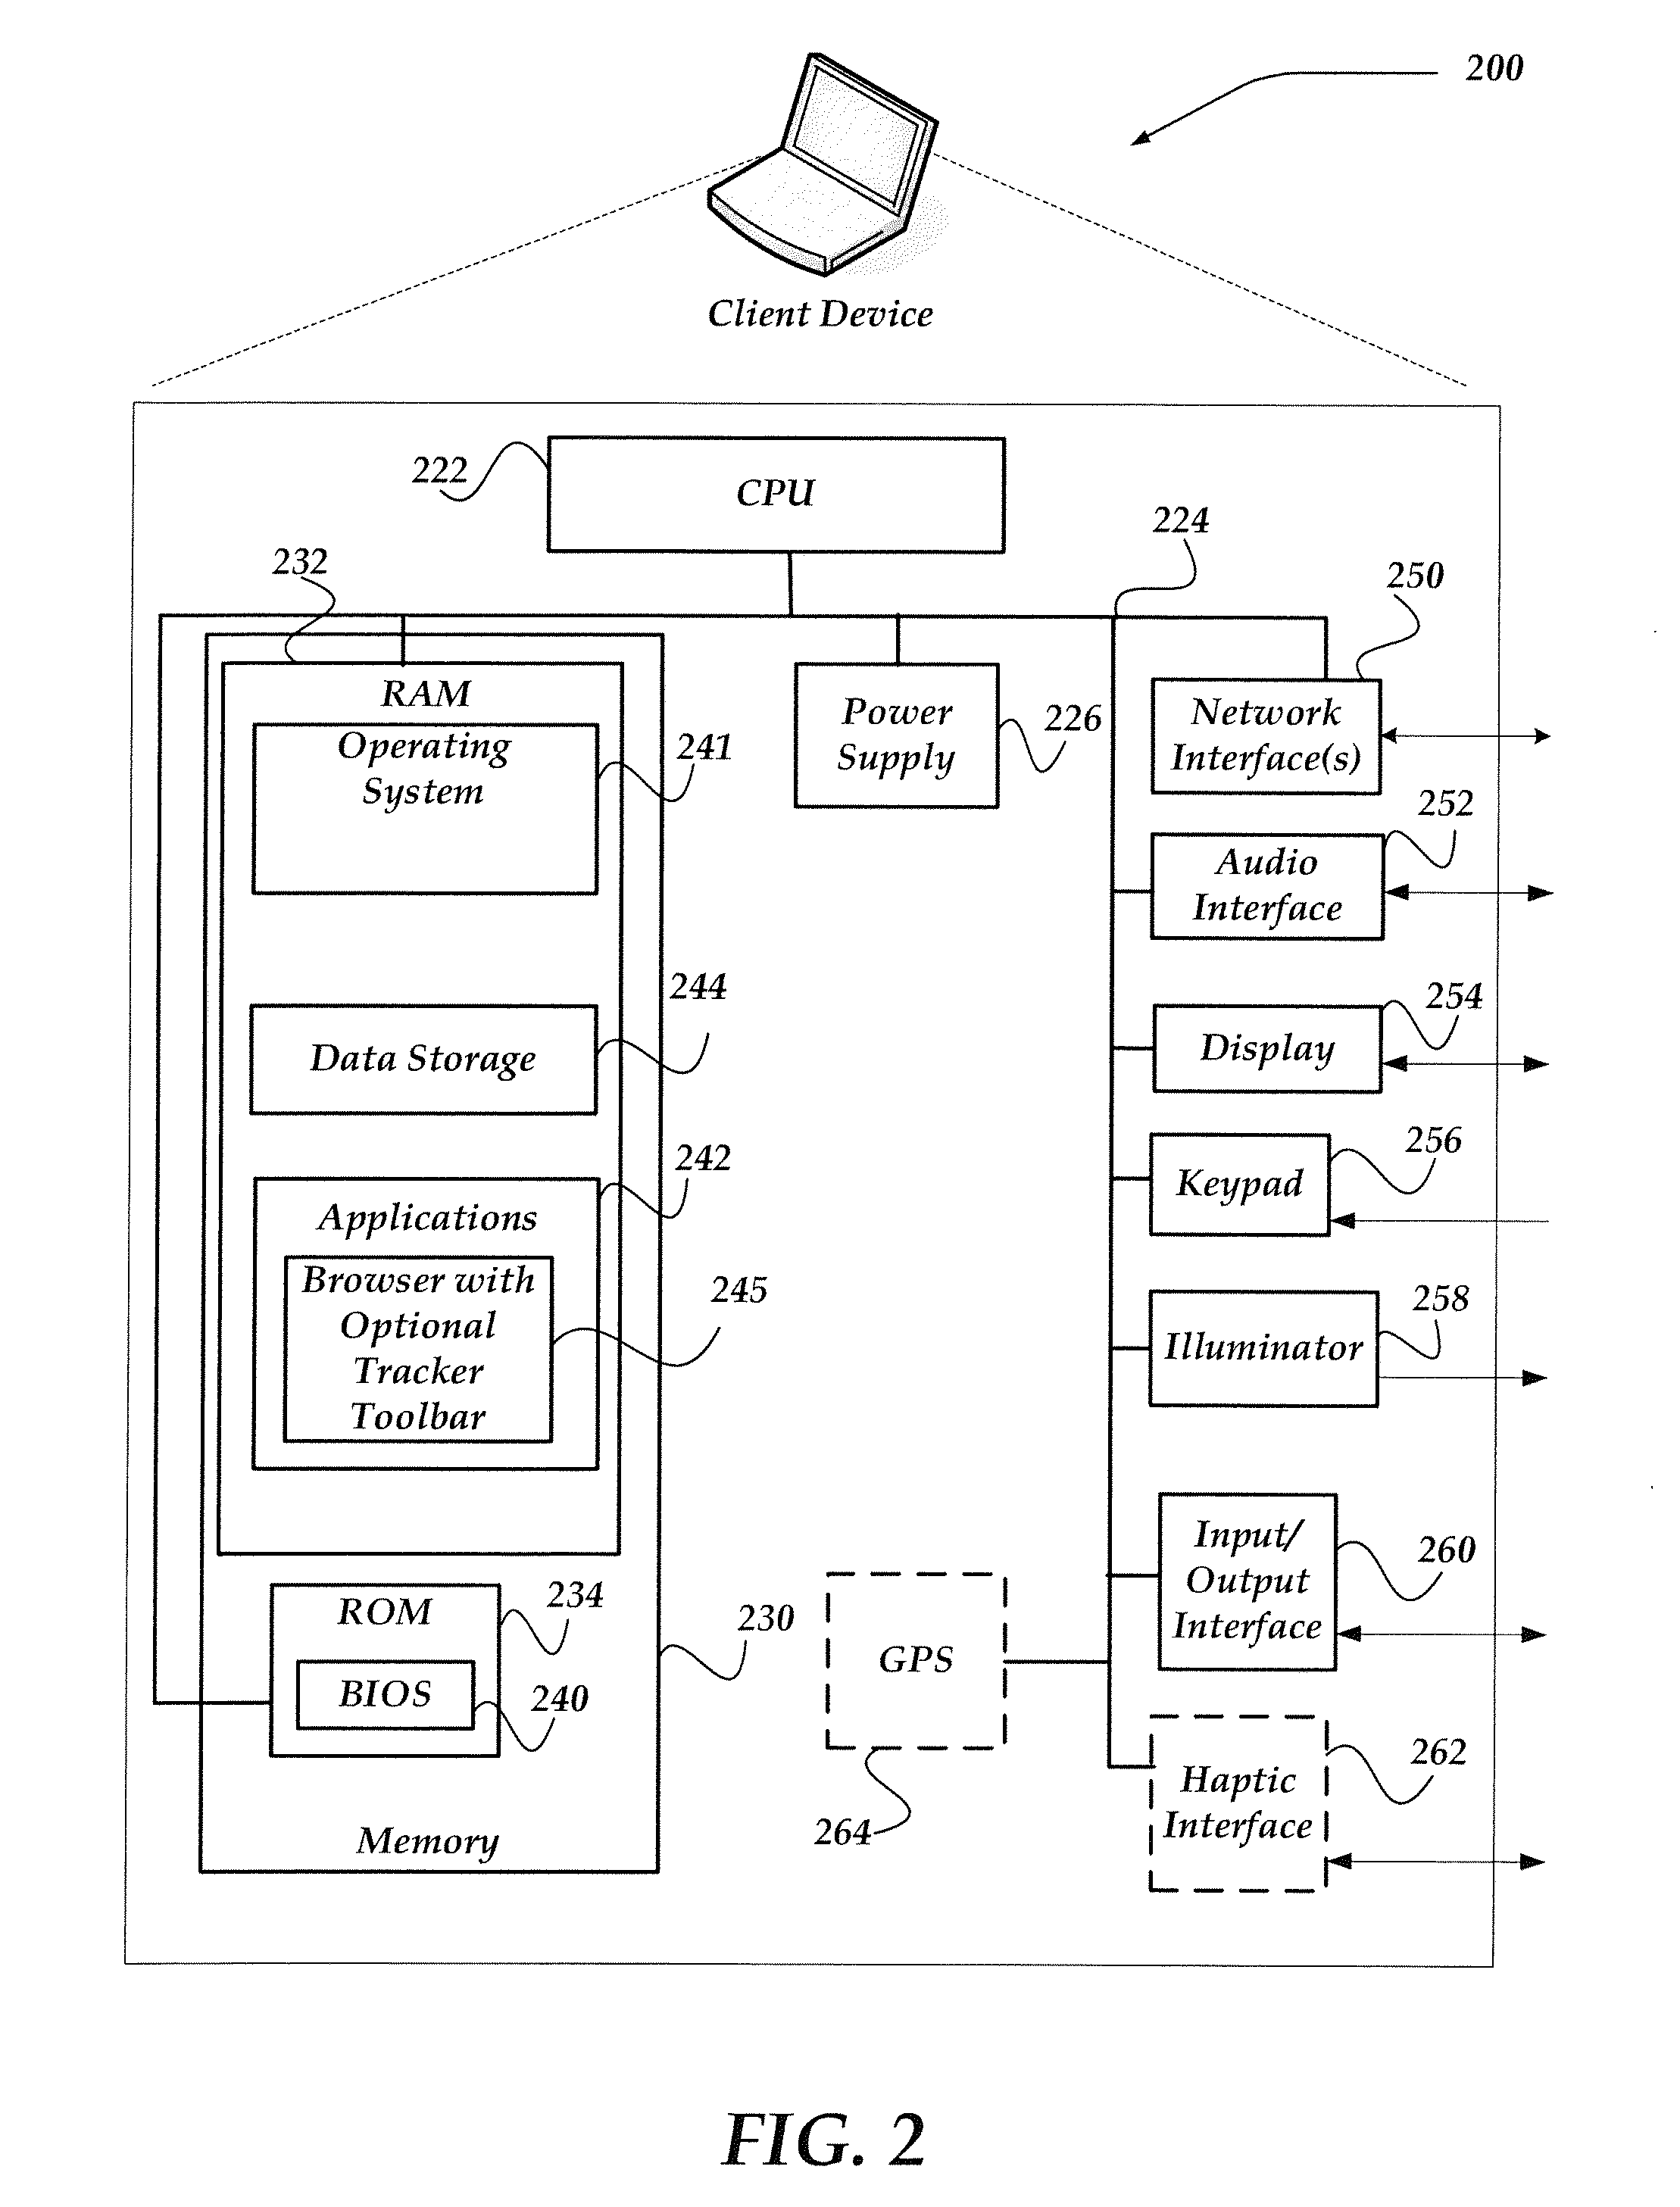 200
Client Device
222
CPU
224
232
250
RAM
Operating
System
241
Power
Supply
226
Network
Interface(s)
252
Audio
Interface
244
Data Storage
254
Display
242
Applications
256
Keypad
Browser with
Optional
Tracker
Toolbar
245
258
Illuminator
Input/
Output
Interface
260
ROM
234
BIOS
240
230
GPS
264
262
Haptic
Interface
Memory
FIG. 2